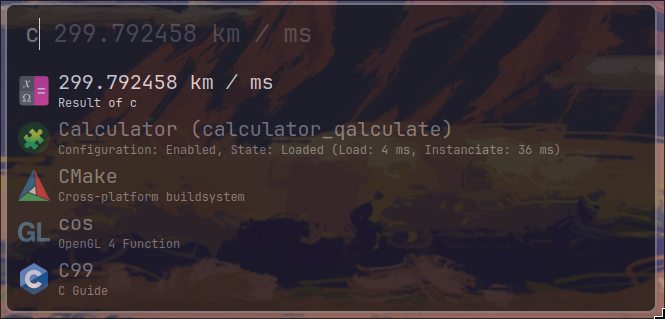 c 299.792458 km / ms
299.792458 km / ms
Result of c
Calculator (calculator_qalculate)
Configuration: Enabled, State: Loaded (Load: 4 ms, Instanciate: 36 ms)
CMake
Cross-platform buildsystem
GL
cos
OpenGL 4 Function
C
C99
C Guide